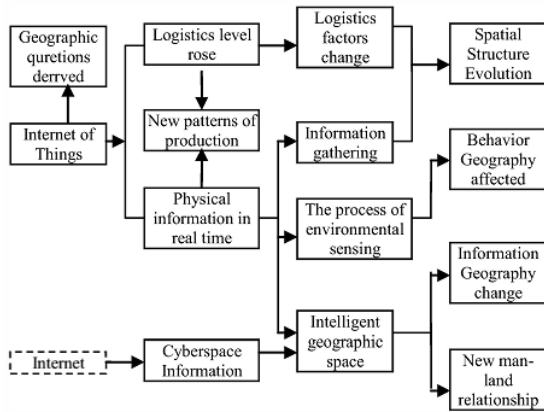 Geographic
quretions
derrved
Internet of
Things
Logistics level
rose
New patterns of
production
Physical
information in
real time
Internet
Cyberspace
Information
Logistics
factors
change
Information
gathering
The process of
environmental
sensing
Intelligent
geographic
space
Spatial
Structure
Evolution
Behavior
Geography
affected
Information
Geography
change
New man-
land
relationship